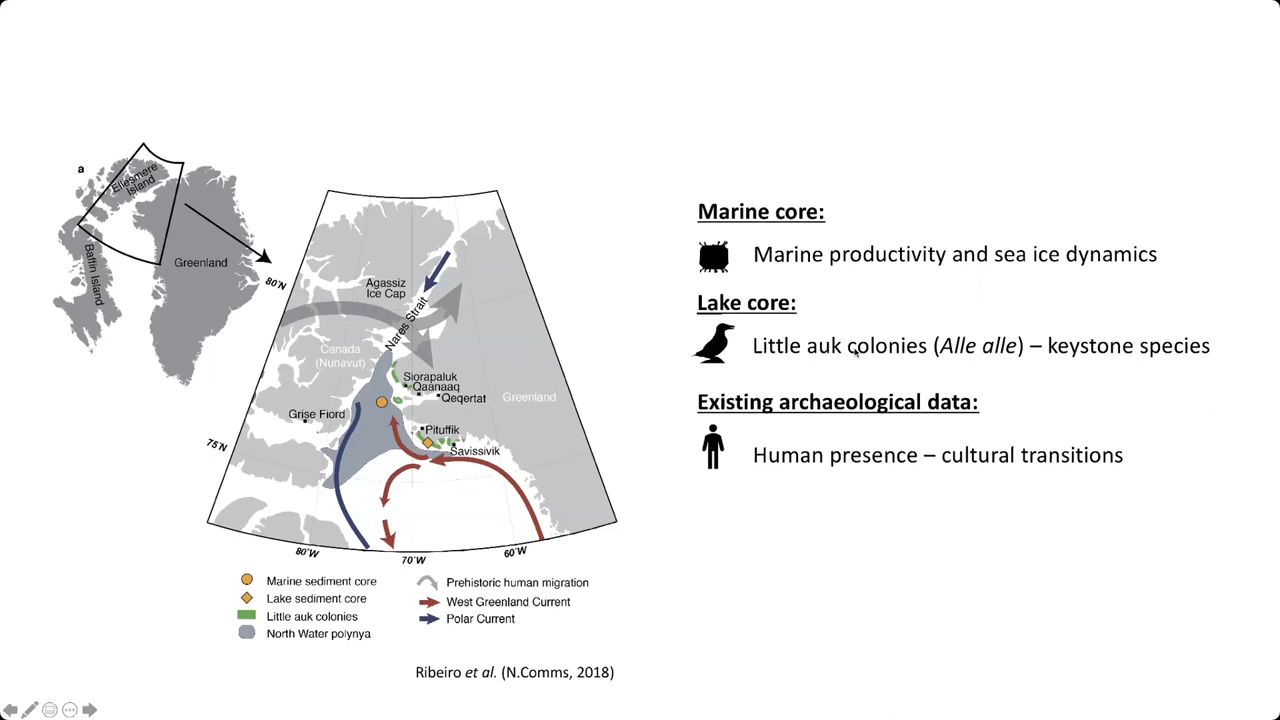 a
Ellesmere
Island
Baffin Island
Greenland
80°N
Agassiz
Ice Cap
Nares Strait
Canada
(Nunavut)
Siorapaluk
Qaanaaq
Qeqertat
Greenland
Grise Fiord
Pituffik
Savissivik
75°N
80°W
70°W
60°W
Marine sediment core
Lake sediment core
Little auk colonies
North Water polynya
Prehistoric human migration
West Greenland Current
Polar Current
Ribeiro et al. (N.Comms, 2018)
Marine core:
Marine productivity and sea ice dynamics
Lake core:
Little auk colonies (Alle alle) – keystone species
Existing archaeological data:
Human presence – cultural transitions